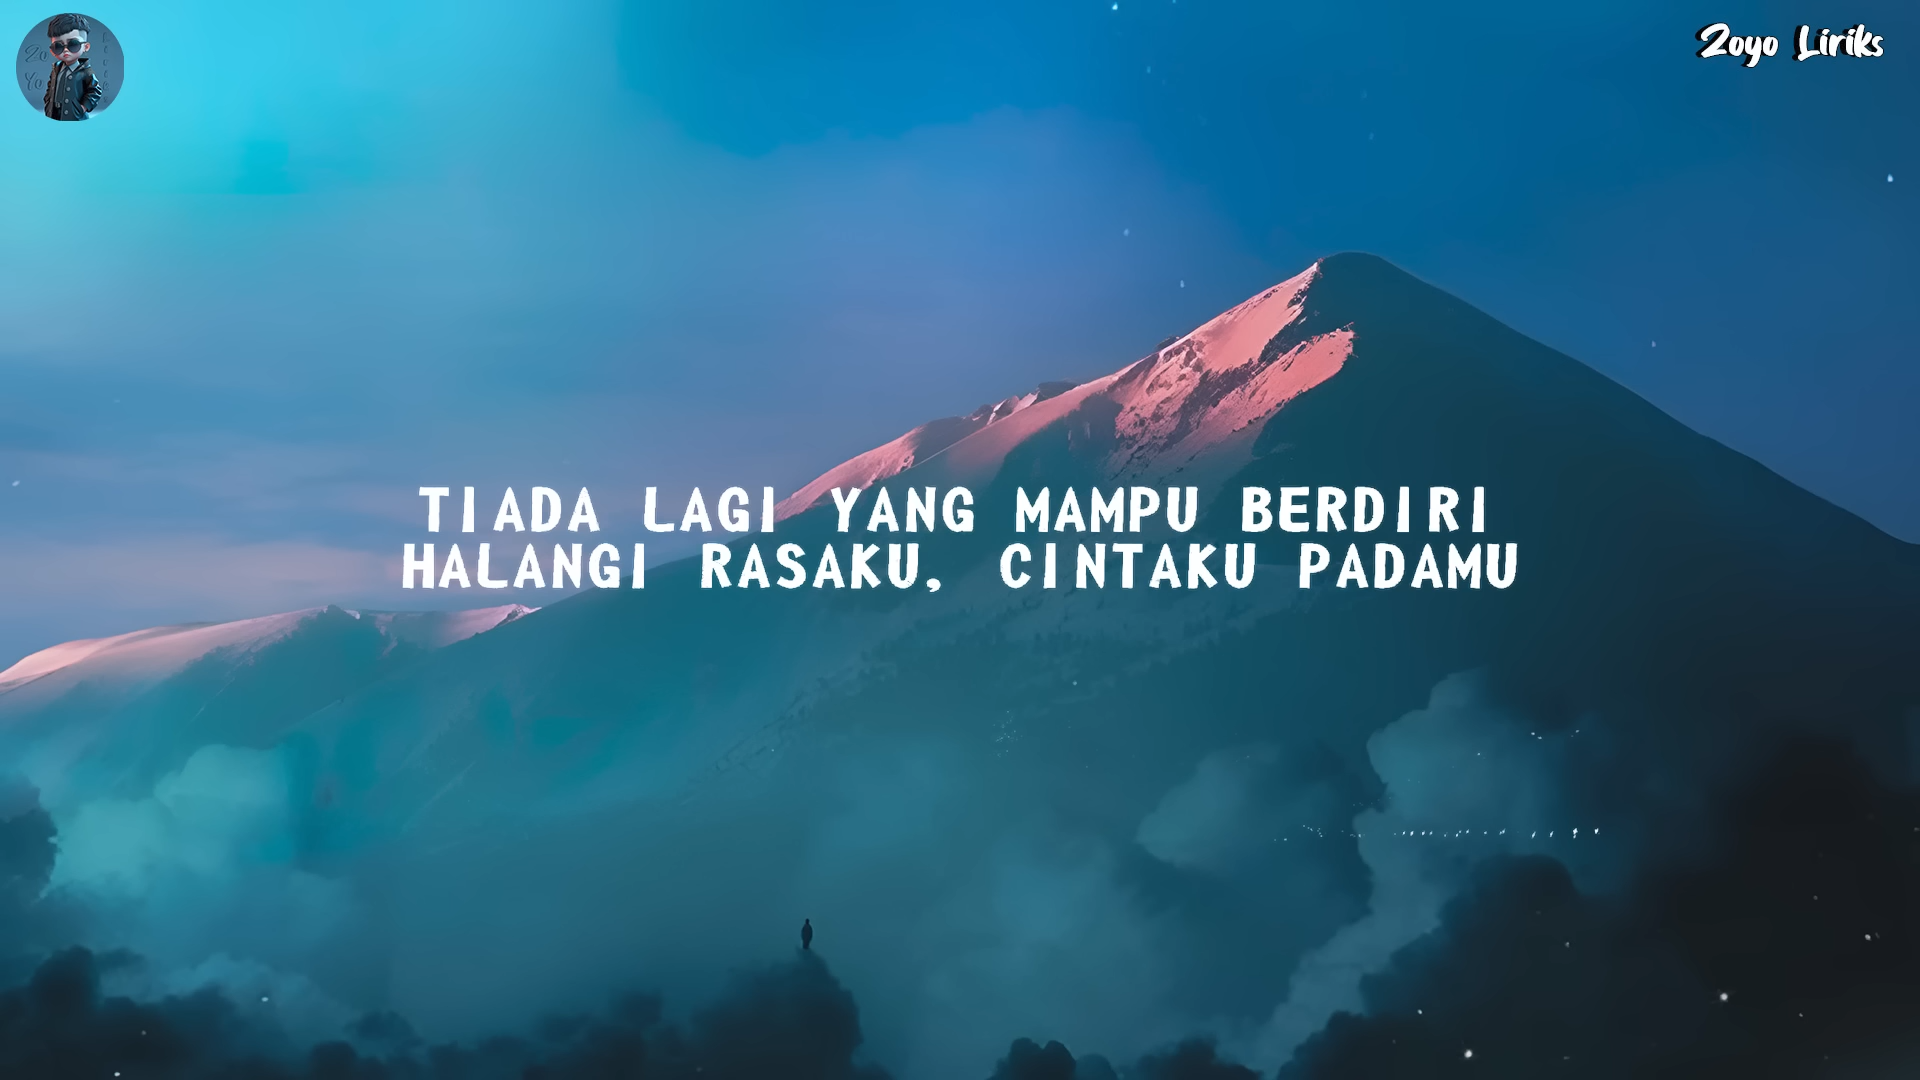 Zoyo Liriks
TIADA LAGI YANG MAMPU BERDIRI
HALANGI RASAKU, CINTAKU PADAMU